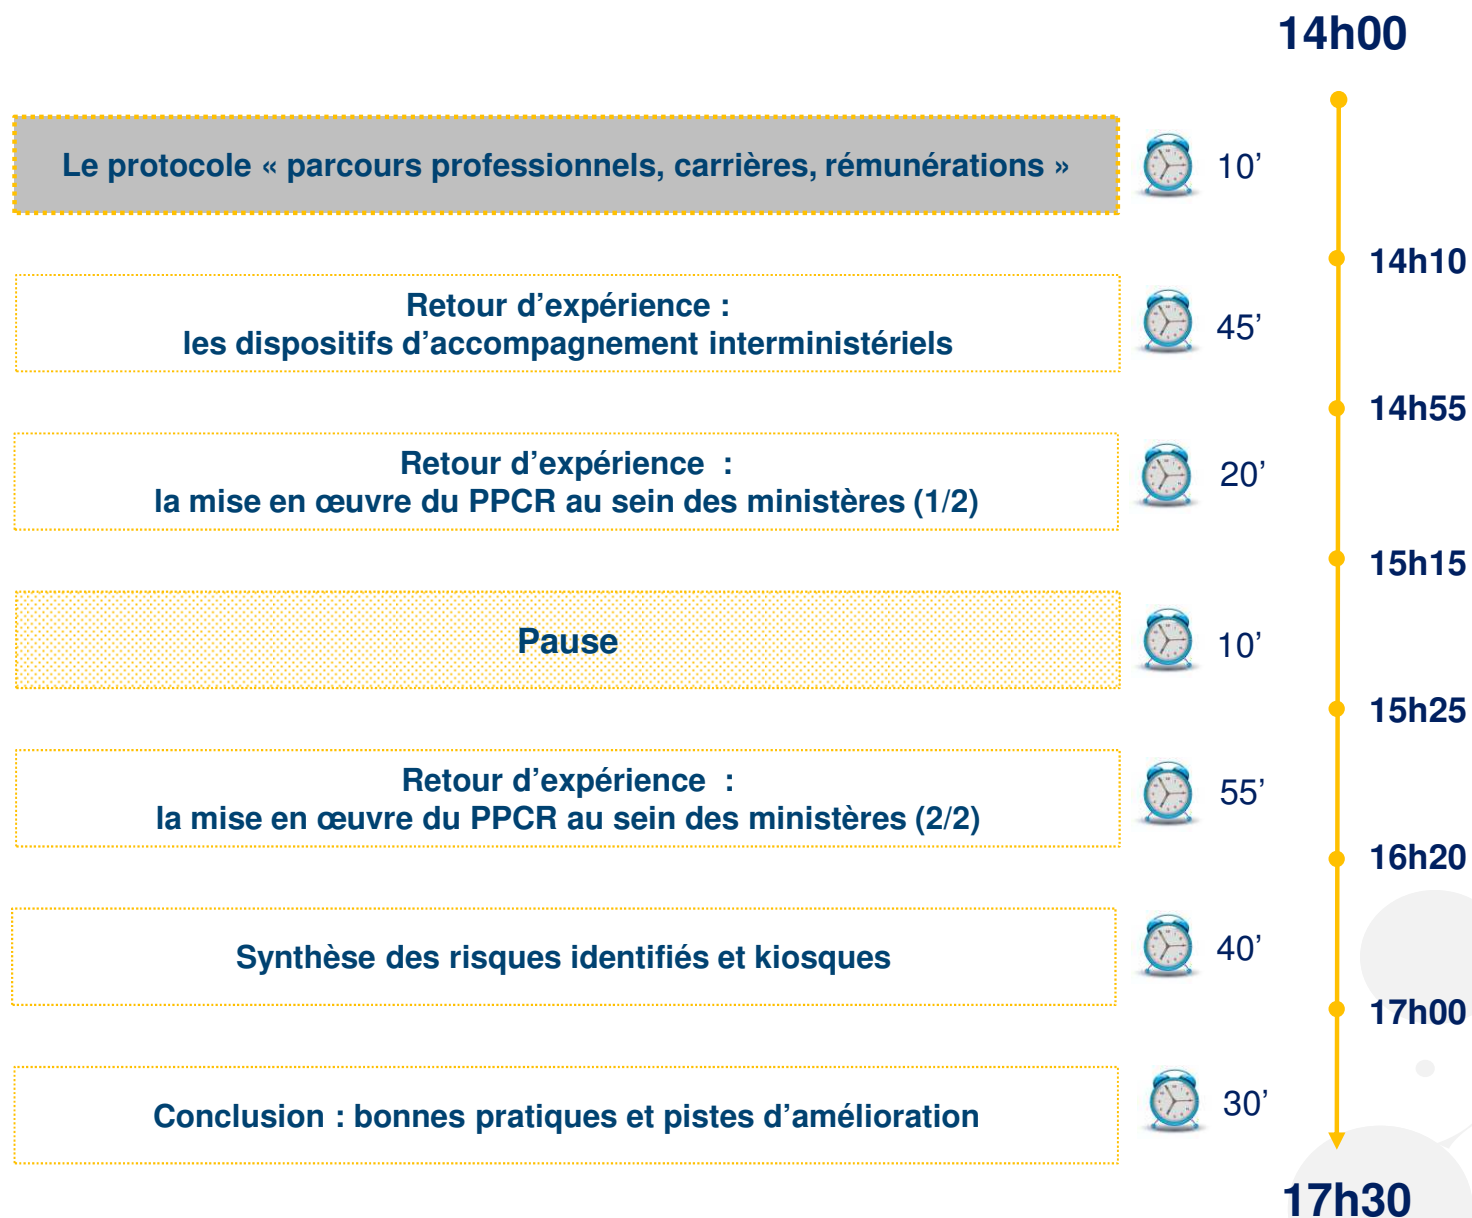 14h00
Le protocole « parcours professionnels, carrières, rémunérations »
10’
14h10
Retour d’expérience :
les dispositifs d’accompagnement interministériels
45’
14h55
Retour d’expérience  :
la mise en œuvre du PPCR au sein des ministères (1/2)
20’
15h15
Pause
10’
15h25
Retour d’expérience  :
la mise en œuvre du PPCR au sein des ministères (2/2)
55’
16h20
Synthèse des risques identifiés et kiosques
40’
17h00
Conclusion : bonnes pratiques et pistes d’amélioration
30’
17h30